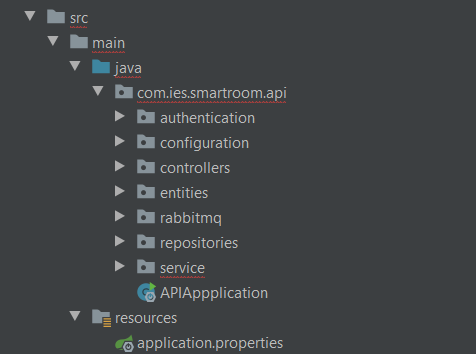 src
main
java
com.ies.smartroom.api
authentication
configuration
controllers
entities
rabbitmq
repositories
service
APIAppplication
resources
application.properties